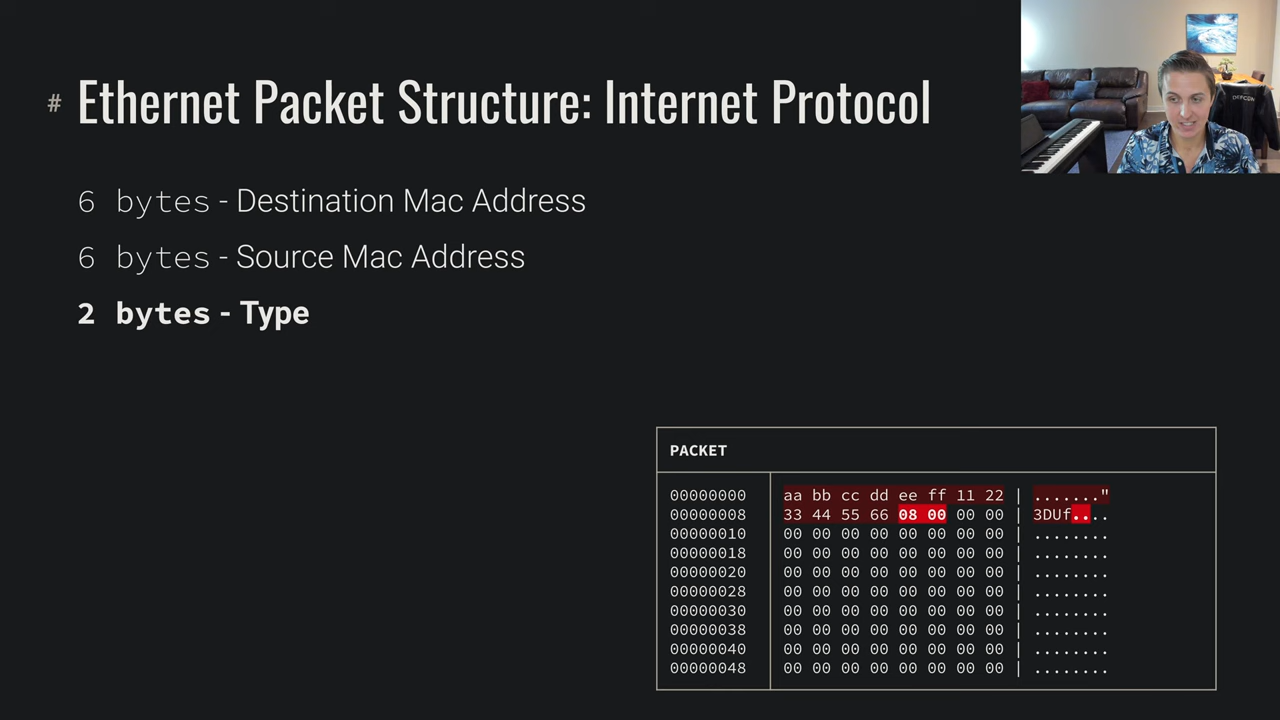 # Ethernet Packet Structure: Internet Protocol
6 bytes - Destination Mac Address
6 bytes - Source Mac Address
2 bytes - Type
DEFCON
PACKET
00000000 aa bb cc dd ee ff 11 22 | ......."
00000008 33 44 55 66 08 00 00 00 | 3DUf....
00000010 00 00 00 00 00 00 00 00 | ........
00000018 00 00 00 00 00 00 00 00 | ........
00000020 00 00 00 00 00 00 00 00 | ........
00000028 00 00 00 00 00 00 00 00 | ........
00000030 00 00 00 00 00 00 00 00 | ........
00000038 00 00 00 00 00 00 00 00 | ........
00000040 00 00 00 00 00 00 00 00 | ........
00000048 00 00 00 00 00 00 00 00 | ........